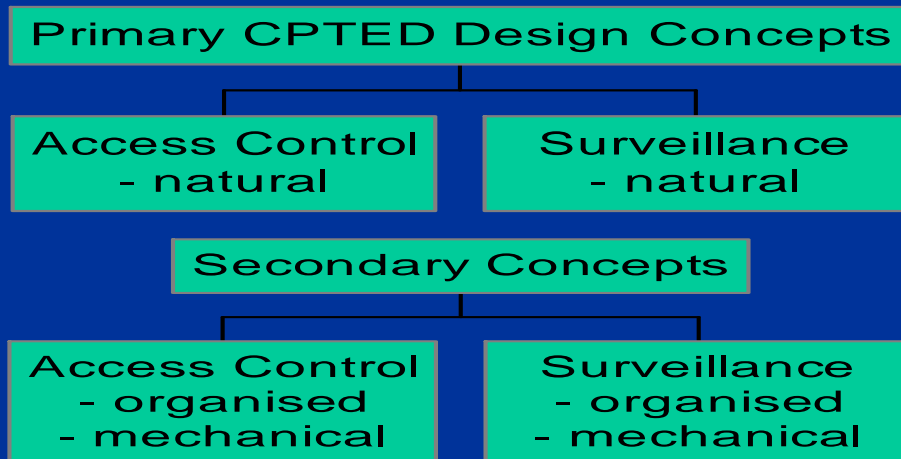 Primary CPTED Design Concepts
Access Control
- natural
Surveillance
- natural
Secondary Concepts
Access Control
- organised
- mechanical
Surveillance
- organised
- mechanical